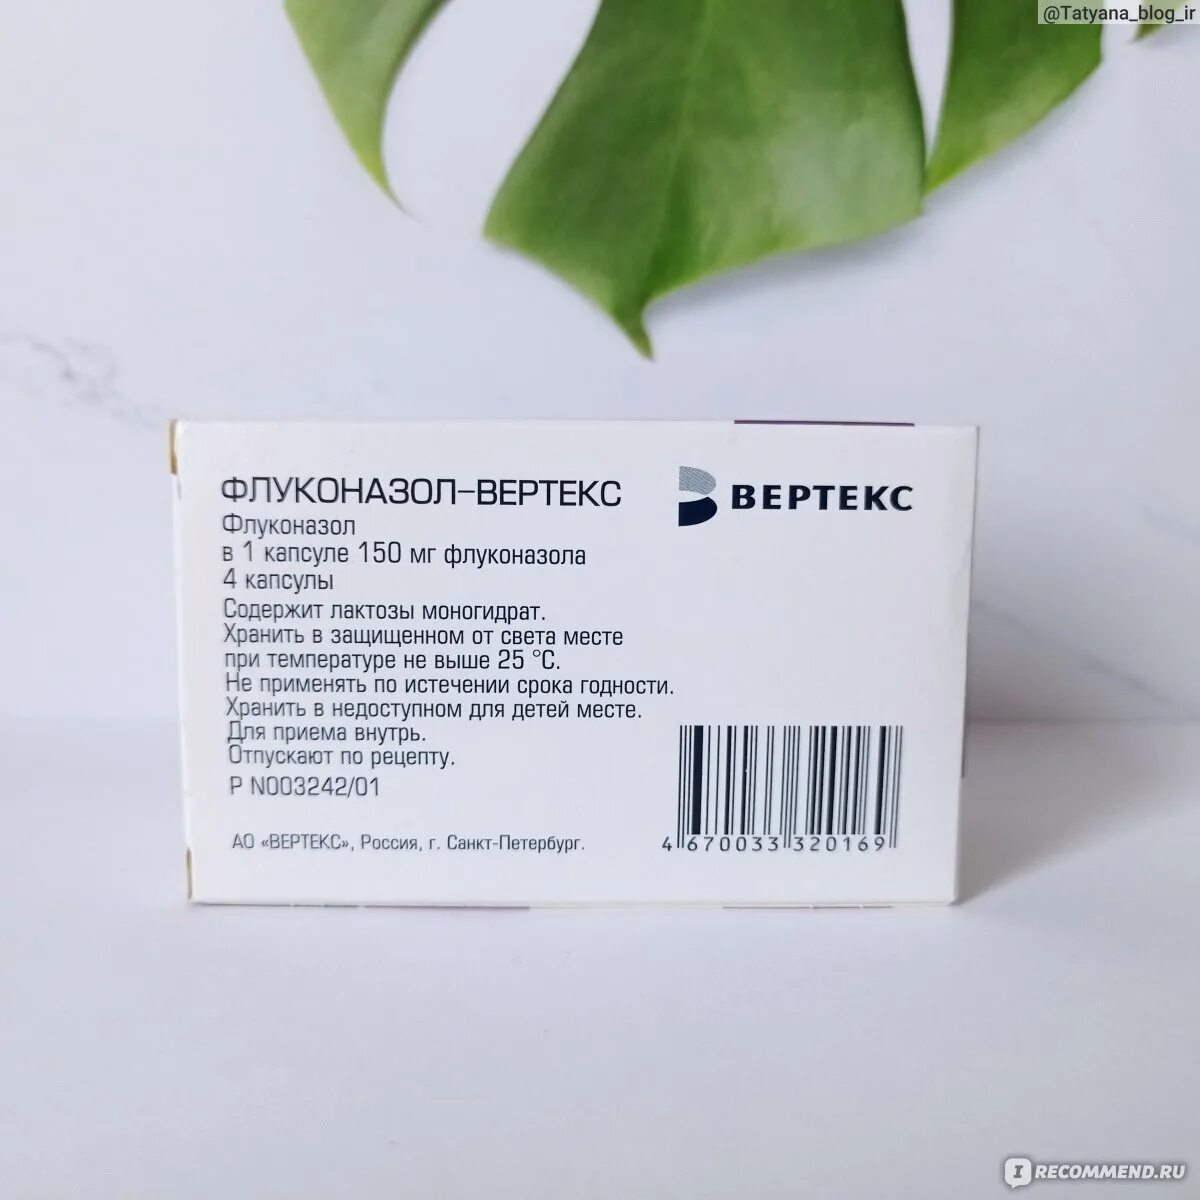 @Tatyana_blog_ir
ФЛУКОНАЗОЛ–ВЕРТЕКС
ВЕРТЕКС
Флуконазол
в 1 капсуле 150 мг флуконазола
4 капсулы
Содержит лактозы моногидрат.
Хранить в защищенном от света месте
при температуре не выше 25 °С.
Не применять по истечении срока годности.
Хранить в недоступном для детей месте.
Для приема внутрь.
Отпускают по рецепту.
Р N003242/01
АО «ВЕРТЕКС», Россия, г. Санкт-Петербург.
4 670033 320169
I RECOMMEND.RU